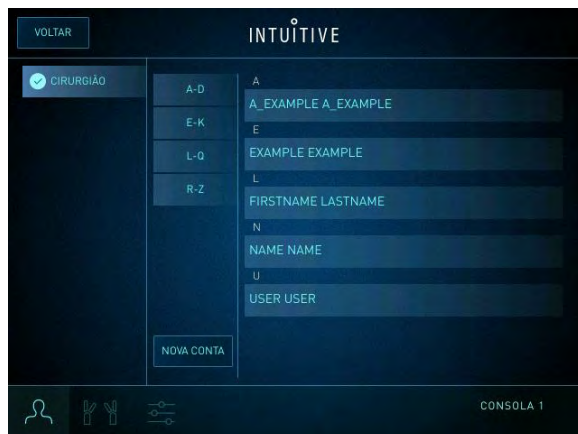 VOLTAR
INTUITIVE
CIRURGIÃO
A-D
E-K
L-Q
R-Z
NOVA CONTA
A
A_EXAMPLE A_EXAMPLE
E
EXAMPLE EXAMPLE
L
FIRSTNAME LASTNAME
N
NAME NAME
U
USER USER
CONSOLA 1